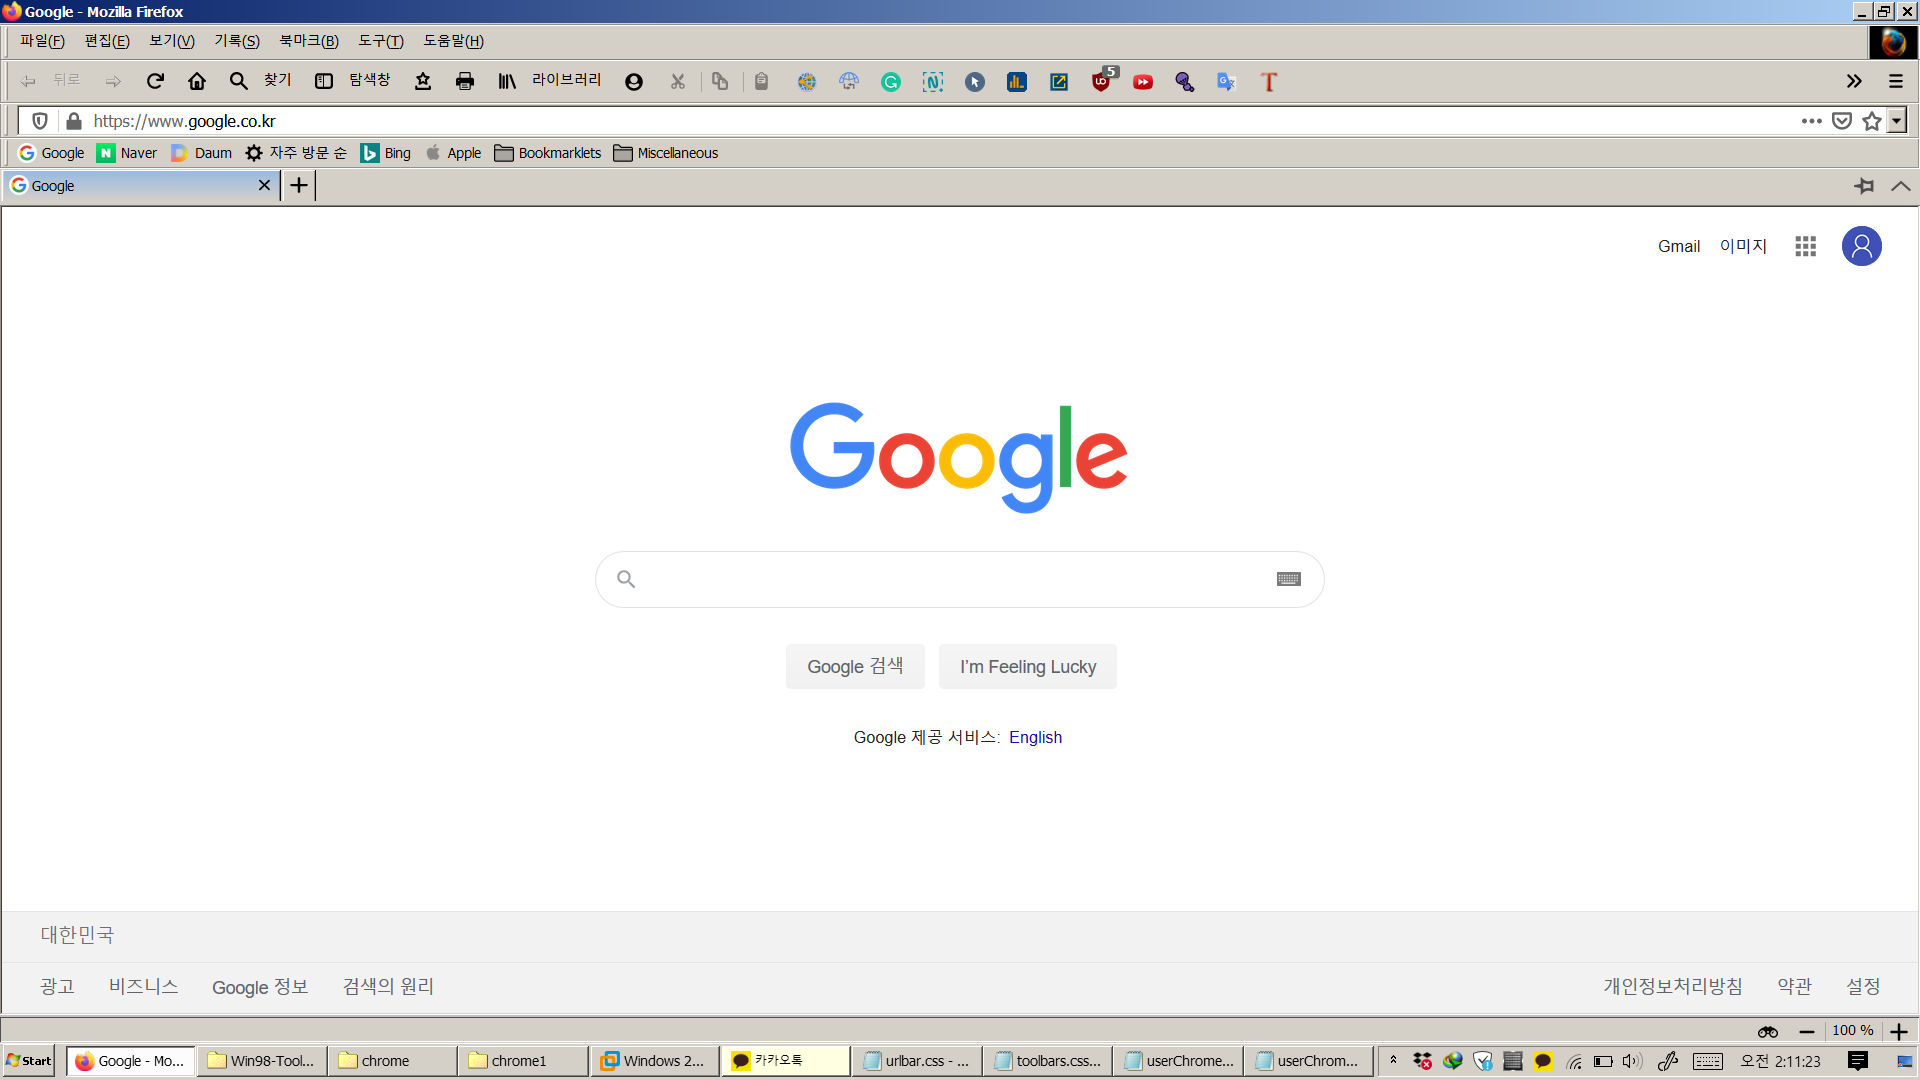 Google - Mozilla Firefox
파일(F) 편집(E) 보기(V) 기록(S) 북마크(B) 도구(T) 도움말(H)
뒤로 찾기 탐색창 라이브러리 5
https://www.google.co.kr
Google Naver Daum 자주 방문 순 Bing Apple Bookmarklets Miscellaneous
Google
Gmail 이미지
Google
Google 검색 I'm Feeling Lucky
Google 제공 서비스: English
대한민국
광고 비즈니스 Google 정보 검색의 원리 개인정보처리방침 약관 설정
100 %
Start Google - Mo... Win98-Tool... chrome chrome1 Windows 2... 카카오톡 urlbar.css - ... toolbars.css... userChrome... userChrom... 오전 2:11:23